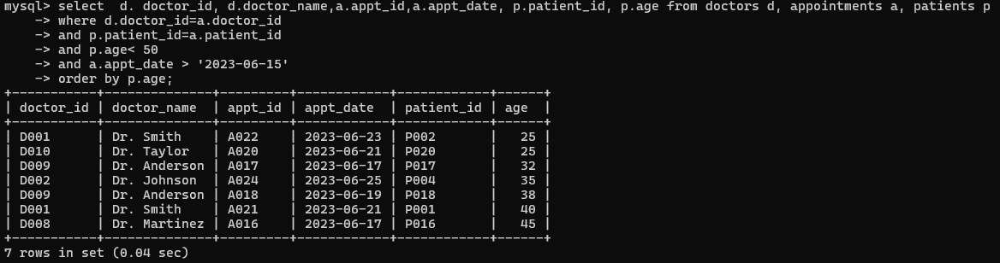 mysql> select  d. doctor_id, d.doctor_name,a.appt_id,a.appt_date, p.patient_id, p.age from doctors d, appointments a, patients p
    -> where d.doctor_id=a.doctor_id
    -> and p.patient_id=a.patient_id
    -> and p.age< 50
    -> and a.appt_date > '2023-06-15'
    -> order by p.age;
+-----------+---------------+---------+------------+------------+------+
| doctor_id | doctor_name   | appt_id | appt_date  | patient_id | age  |
+-----------+---------------+---------+------------+------------+------+
| D001      | Dr. Smith     | A022    | 2023-06-23 | P002       |   25 |
| D010      | Dr. Taylor    | A020    | 2023-06-21 | P020       |   25 |
| D009      | Dr. Anderson  | A017    | 2023-06-17 | P017       |   32 |
| D002      | Dr. Johnson   | A024    | 2023-06-25 | P004       |   35 |
| D009      | Dr. Anderson  | A018    | 2023-06-19 | P018       |   38 |
| D001      | Dr. Smith     | A021    | 2023-06-21 | P001       |   40 |
| D008      | Dr. Martinez  | A016    | 2023-06-17 | P016       |   45 |
+-----------+---------------+---------+------------+------------+------+
7 rows in set (0.04 sec)